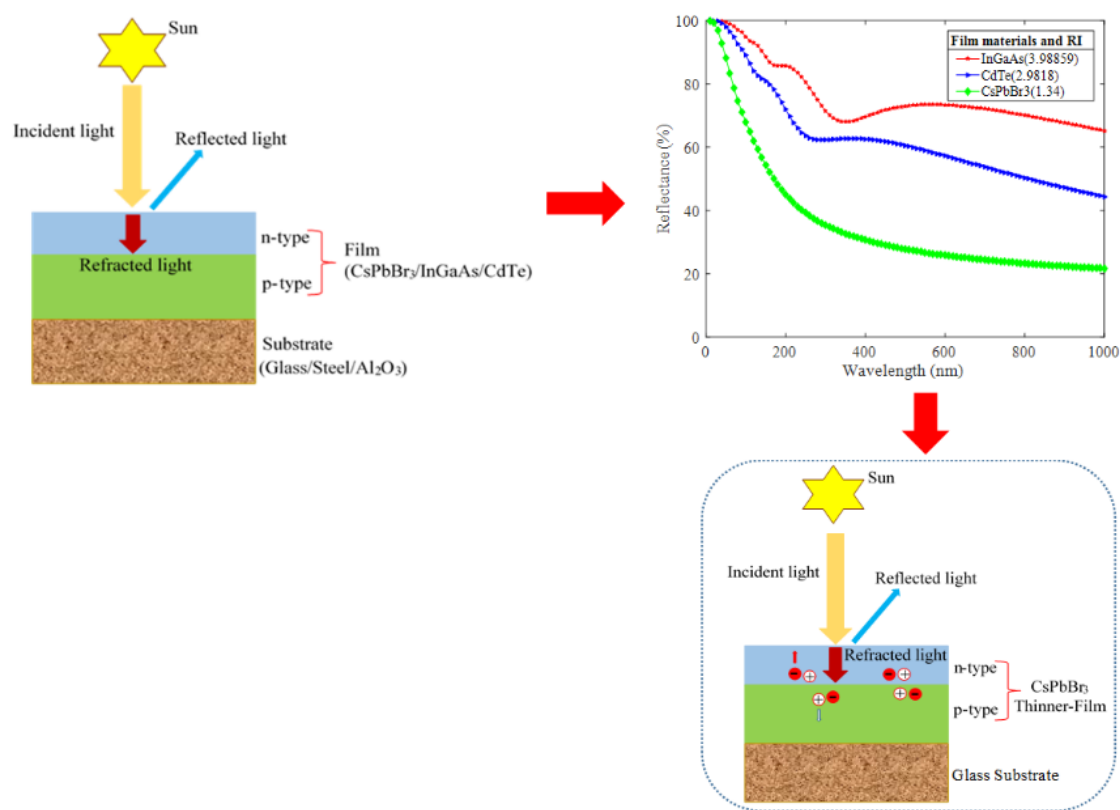 Sun
Incident light
Reflected light
n-type
Refracted light
p-type
Film
(CsPbBr₃/InGaAs/CdTe)
Substrate
(Glass/Steel/Al₂O₃)
100
80
60
40
20
0
Reflectance (%)
Film materials and RI
InGaAs(3.98859)
CdTe(2.9818)
CsPbBr3(1.34)
0 200 400 600 800 1000
Wavelength (nm)
Sun
Incident light
Reflected light
Refracted light
n-type
p-type
CsPbBr₃
Thinner-Film
Glass Substrate